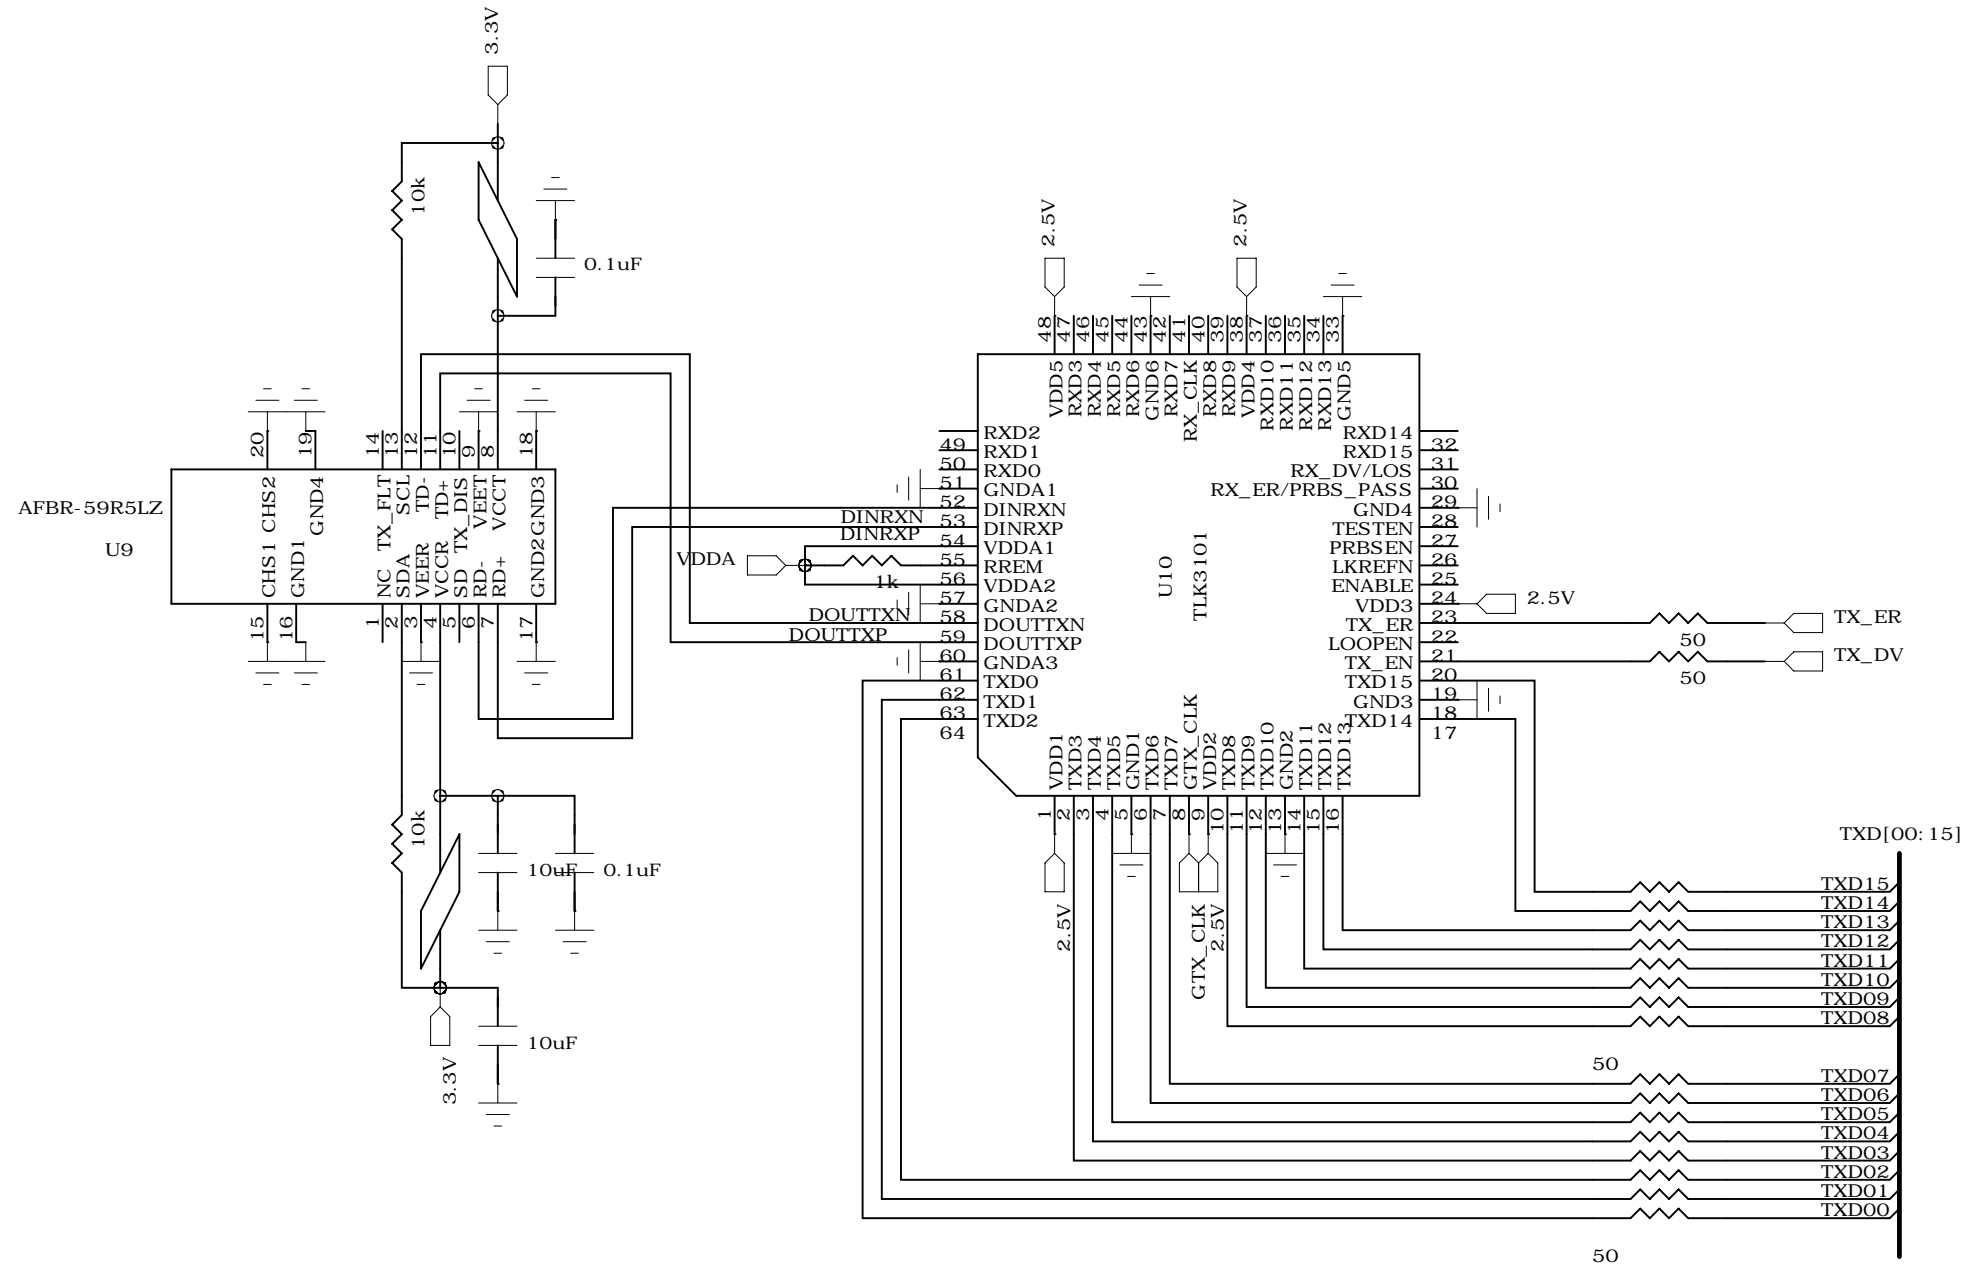 3.3V
10k
0.1uF
2.5V
2.5V
48
47
46
45
44
43
42
41
40
39
38
37
36
35
34
33
VDD5
RXD3
RXD4
RXD5
RXD6
GND6
RXD7
RX_CLK
RXD8
RXD9
VDD4
RXD10
RXD11
RXD12
RXD13
GND5
20
19
14
13
12
11
10
9
8
18
CHS2
GND4
TX_FLT
SCL
TD-
TD+
TX_DIS
VEET
VCCT
GND3
AFBR-59R5LZ
U9
CHS1
GND1
NC
SDA
VEER
VCCR
SD
RD-
RD+
GND2
15
16
1
2
3
4
5
6
7
17
RXD2
49
RXD1
50
RXD0
51
GNDA1
52
DINRXN
DINRXN
53
DINRXP
DINRXP
54
VDDA1
VDDA
55
RREM
1k
56
VDDA2
57
GNDA2
DOUTTXN
58
DOUTTXN
DOUTTXP
59
DOUTTXP
60
GNDA3
61
TXD0
62
TXD1
63
TXD2
64
U10
TLK3101
RXD14
32
RXD15
31
RX_DV/LOS
30
RX_ER/PRBS_PASS
29
GND4
28
TESTEN
27
PRBSEN
26
LKREFN
25
ENABLE
24
VDD3
2.5V
23
TX_ER
TX_ER
50
22
LOOPEN
21
TX_EN
TX_DV
50
20
TXD15
19
GND3
18
TXD14
17
VDD1
TXD3
TXD4
TXD5
GND1
TXD6
TXD7
GTX_CLK
VDD2
TXD8
TXD9
TXD10
GND2
TXD11
TXD12
TXD13
1
2
3
4
5
6
7
8
9
10
11
12
13
14
15
16
2.5V
GTX_CLK
2.5V
10k
10uF
0.1uF
10uF
3.3V
TXD[00:15]
TXD15
TXD14
TXD13
TXD12
TXD11
TXD10
TXD09
TXD08
50
TXD07
TXD06
TXD05
TXD04
TXD03
TXD02
TXD01
TXD00
50